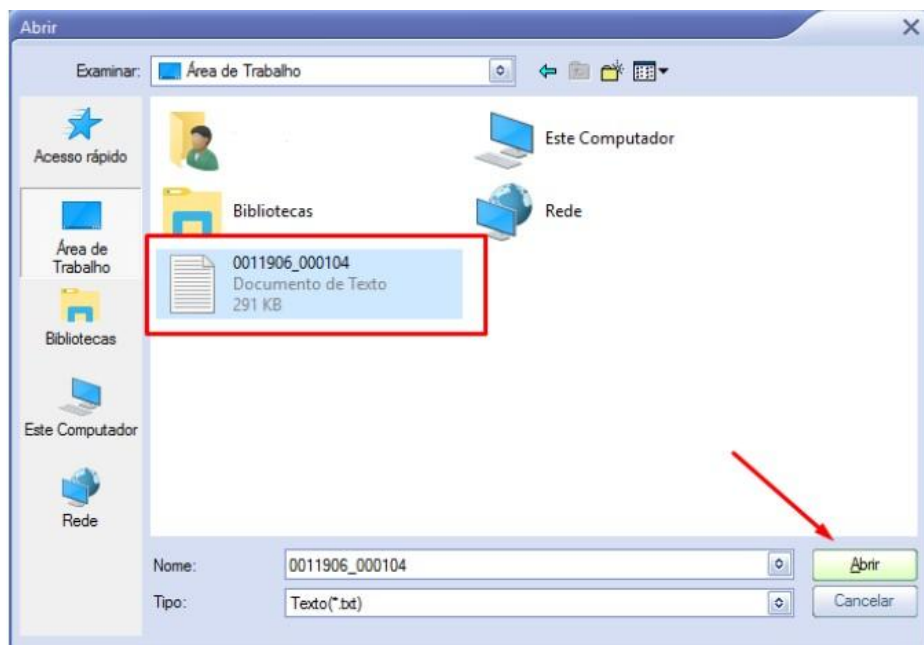 Abrir
Examinar:
Área de Trabalho
Acesso rápido
Área de
Trabalho
Bibliotecas
Este Computador
Rede
Este Computador
Bibliotecas
Rede
0011906_000104
Documento de Texto
291 KB
Nome:
0011906_000104
Abrir
Tipo:
Texto(*.txt)
Cancelar